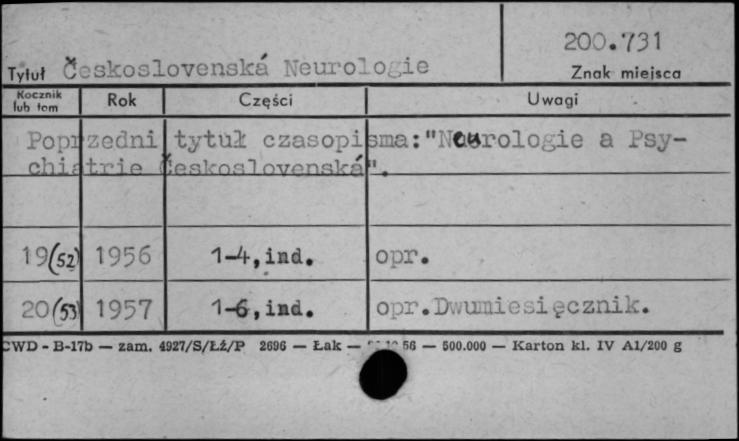 200.731
Tytuł Československá Neurologie
Znak miejsca
Rocznik lub tom Rok Części Uwagi
Poprzedni tytuł czasopisma:"Neurologie a Psy-
chiatrie Československá".
19(52) 1956 1-4,ind. opr.
20(53) 1957 1-6,ind. opr.Dwumiesięcznik.
CWD - B-17b — zam. 4927/S/Łź/P 2696 — Łak — 56 — 500.000 — Karton kl. IV A1/200 g